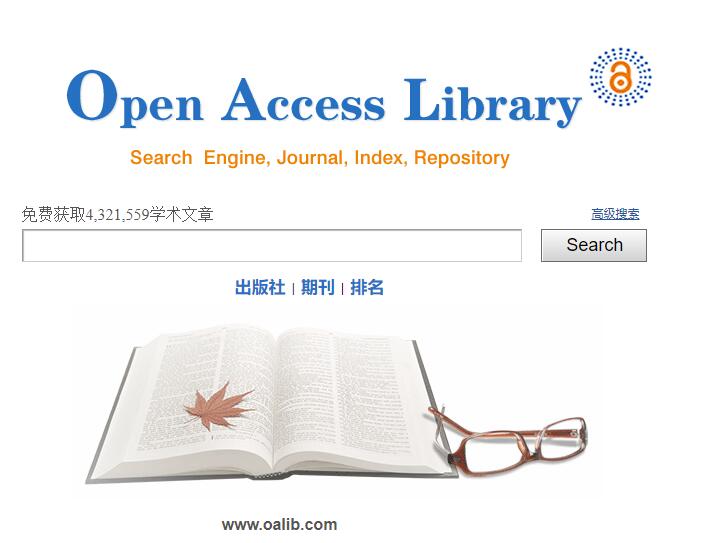 Open Access Library
Search Engine, Journal, Index, Repository
免费获取4,321,559学术文章
高级搜索
Search
出版社 | 期刊 | 排名
www.oalib.com